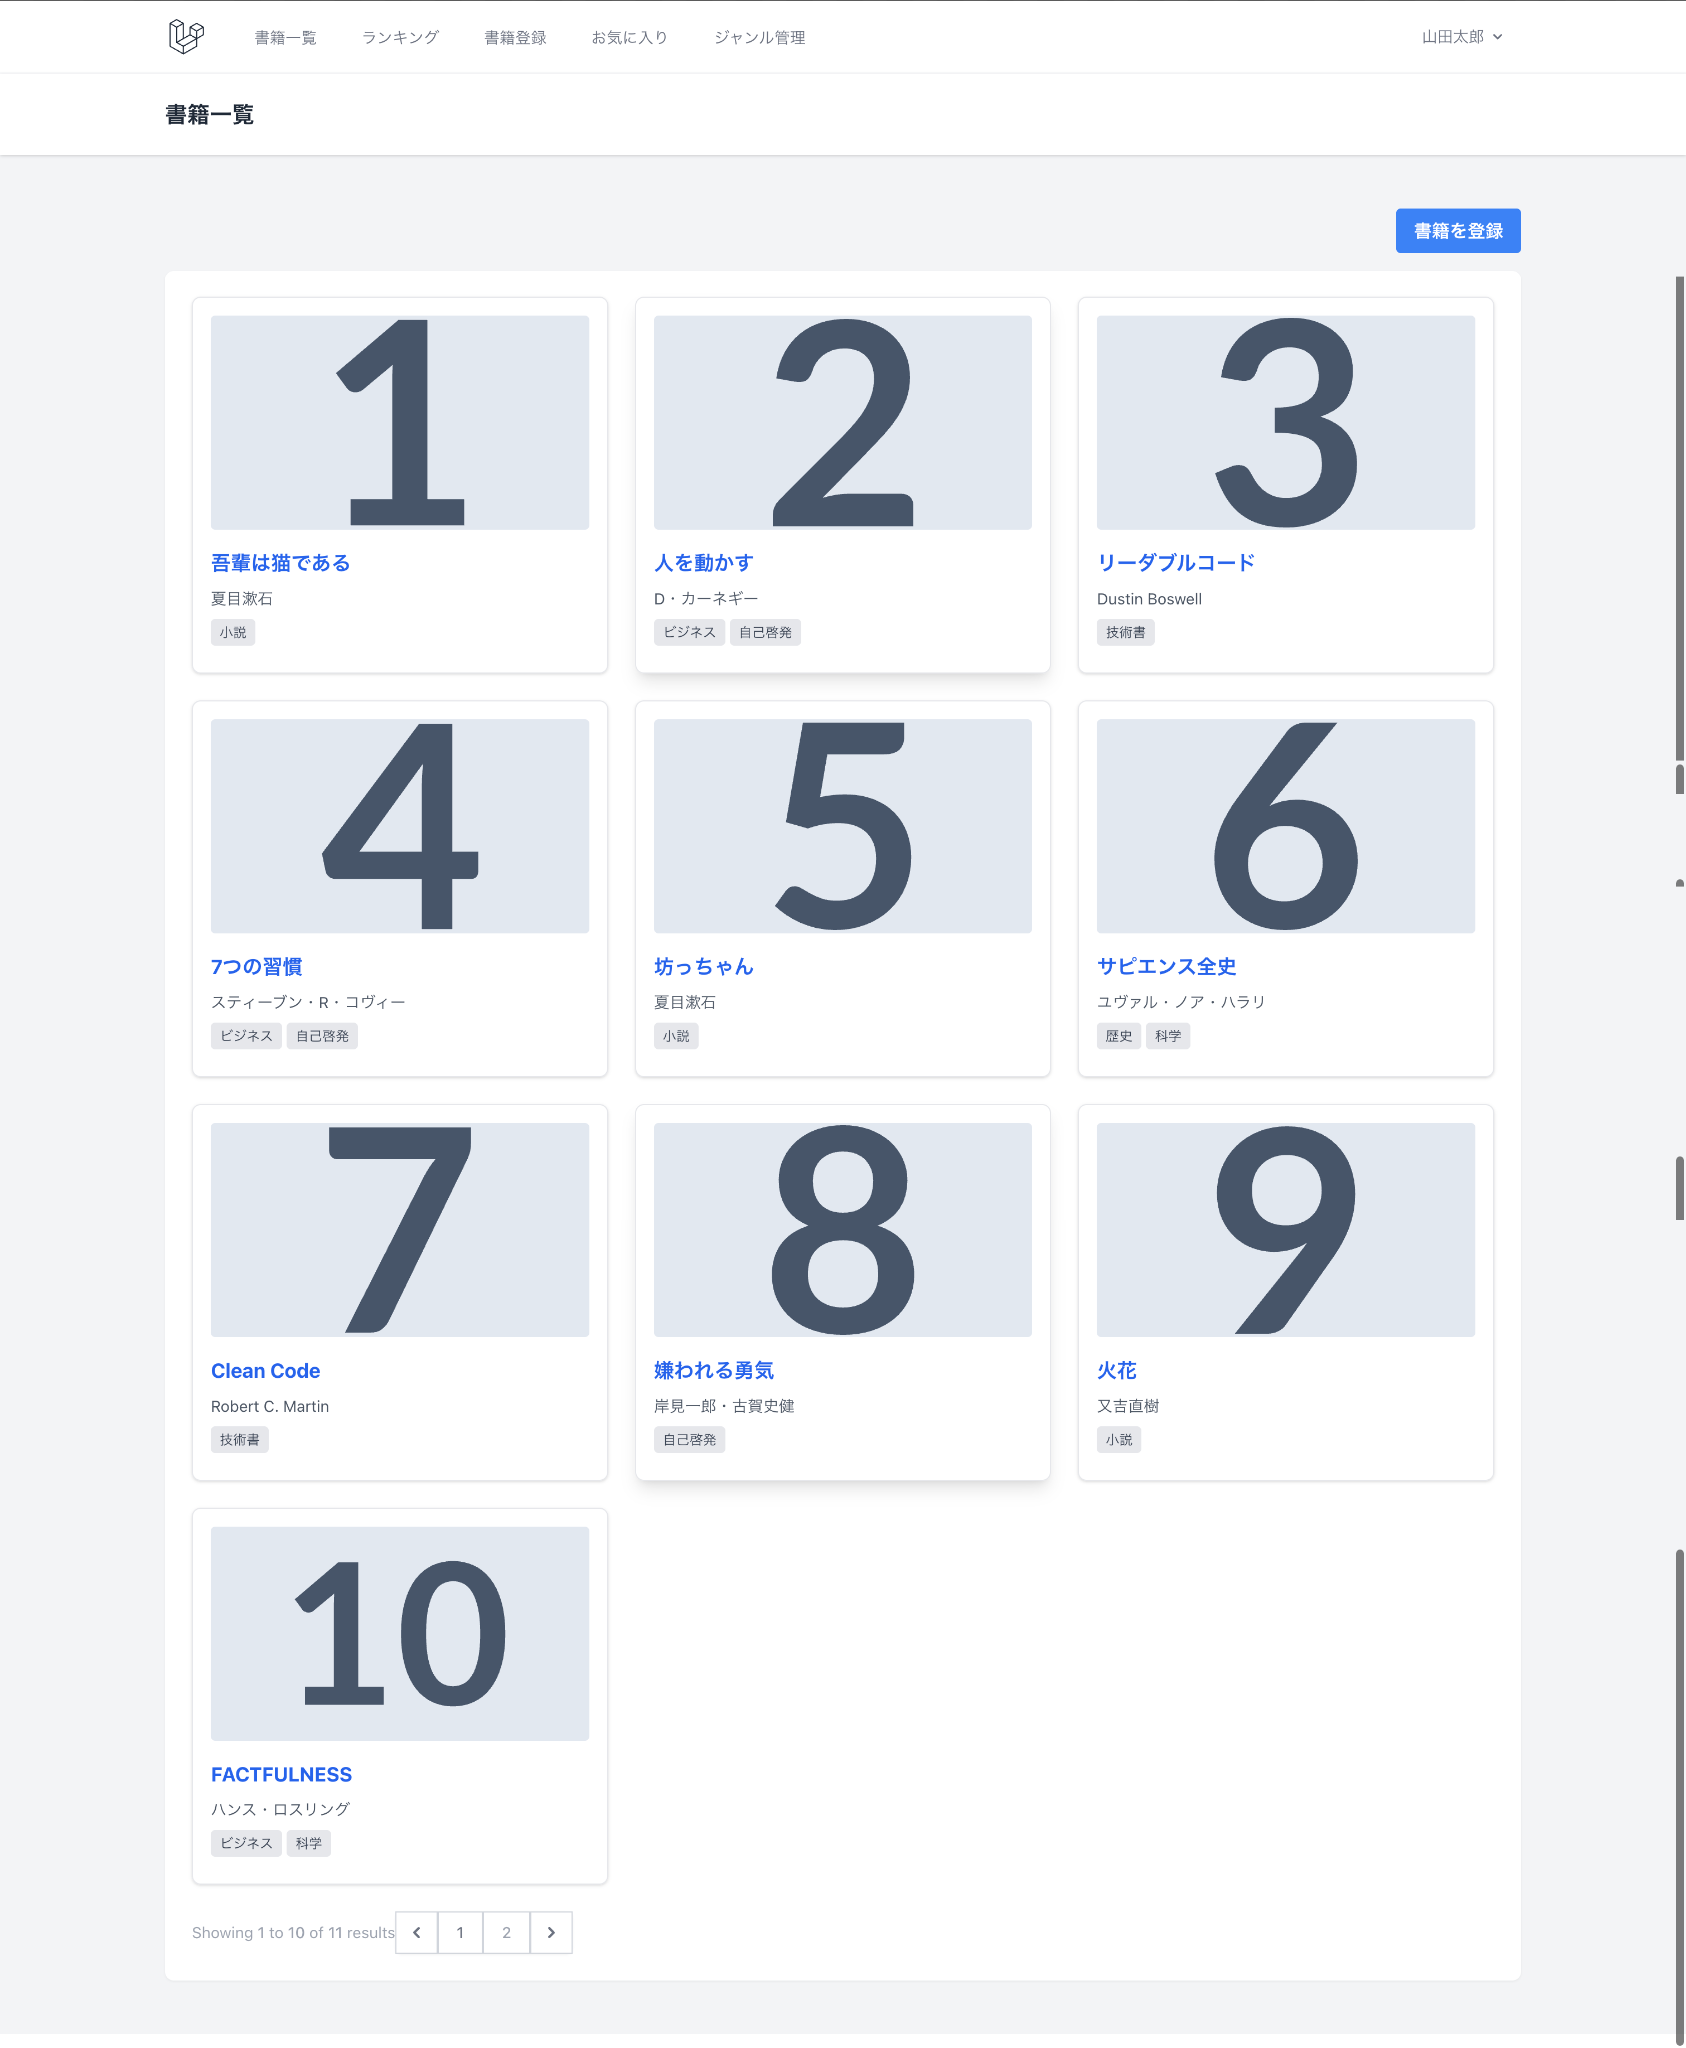 書籍一覧 ランキング 書籍登録 お気に入り ジャンル管理 山田太郎
書籍一覧
書籍を登録
1 2 3
吾輩は猫である 人を動かす リーダブルコード
夏目漱石 D・カーネギー Dustin Boswell
小説 ビジネス 自己啓発 技術書
4 5 6
7つの習慣 坊っちゃん サピエンス全史
スティーブン・R・コヴィー 夏目漱石 ユヴァル・ノア・ハラリ
ビジネス 自己啓発 小説 歴史 科学
7 8 9
Clean Code 嫌われる勇気 火花
Robert C. Martin 岸見一郎・古賀史健 又吉直樹
技術書 自己啓発 小説
10
FACTFULNESS
ハンス・ロスリング
ビジネス 科学
Showing 1 to 10 of 11 results 1 2